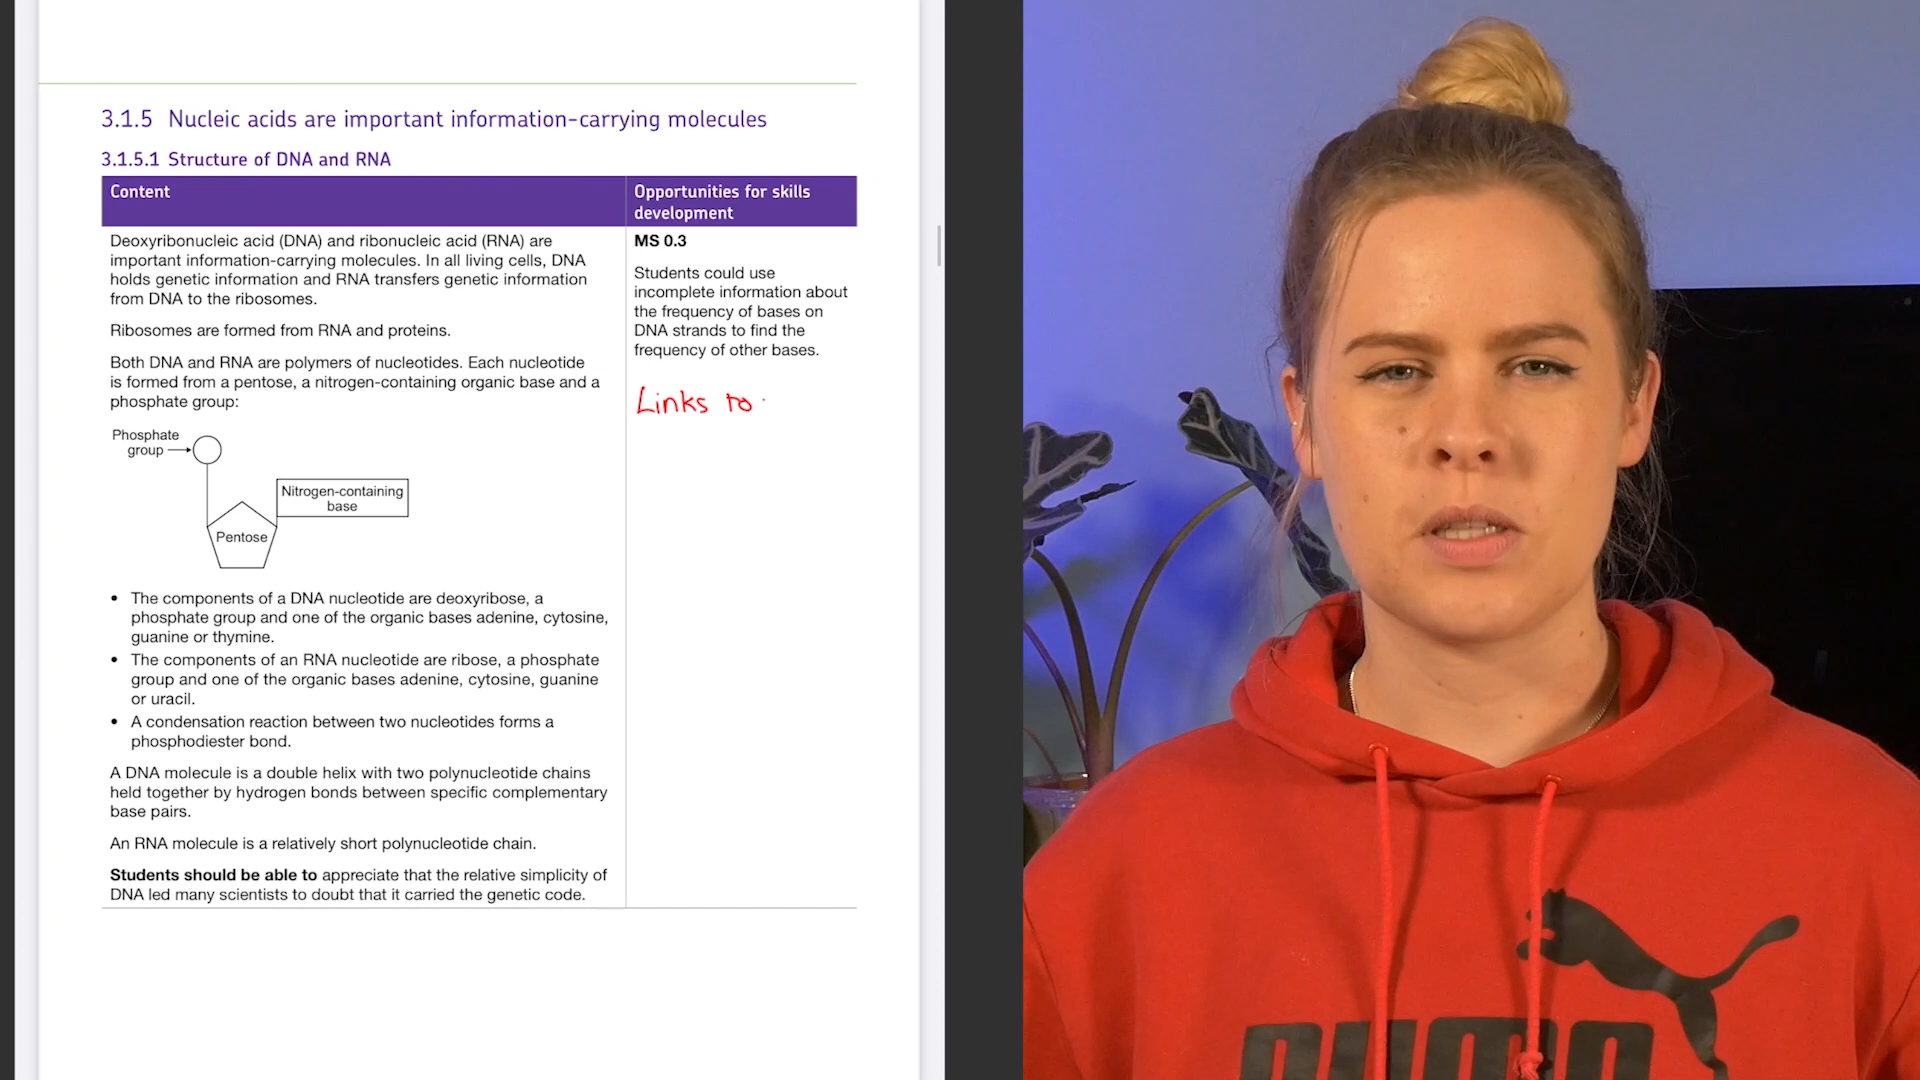 3.1.5 Nucleic acids are important information-carrying molecules
3.1.5.1 Structure of DNA and RNA
Content
Opportunities for skills
development
Deoxyribonucleic acid (DNA) and ribonucleic acid (RNA) are
important information-carrying molecules. In all living cells, DNA
holds genetic information and RNA transfers genetic information
from DNA to the ribosomes.
Ribosomes are formed from RNA and proteins.
Both DNA and RNA are polymers of nucleotides. Each nucleotide
is formed from a pentose, a nitrogen-containing organic base and a
phosphate group:
Phosphate
group
Nitrogen-containing
base
Pentose
• The components of a DNA nucleotide are deoxyribose, a
phosphate group and one of the organic bases adenine, cytosine,
guanine or thymine.
• The components of an RNA nucleotide are ribose, a phosphate
group and one of the organic bases adenine, cytosine, guanine
or uracil.
• A condensation reaction between two nucleotides forms a
phosphodiester bond.
A DNA molecule is a double helix with two polynucleotide chains
held together by hydrogen bonds between specific complementary
base pairs.
An RNA molecule is a relatively short polynucleotide chain.
Students should be able to appreciate that the relative simplicity of
DNA led many scientists to doubt that it carried the genetic code.
MS 0.3
Students could use
incomplete information about
the frequency of bases on
DNA strands to find the
frequency of other bases.
Links to
PUMA